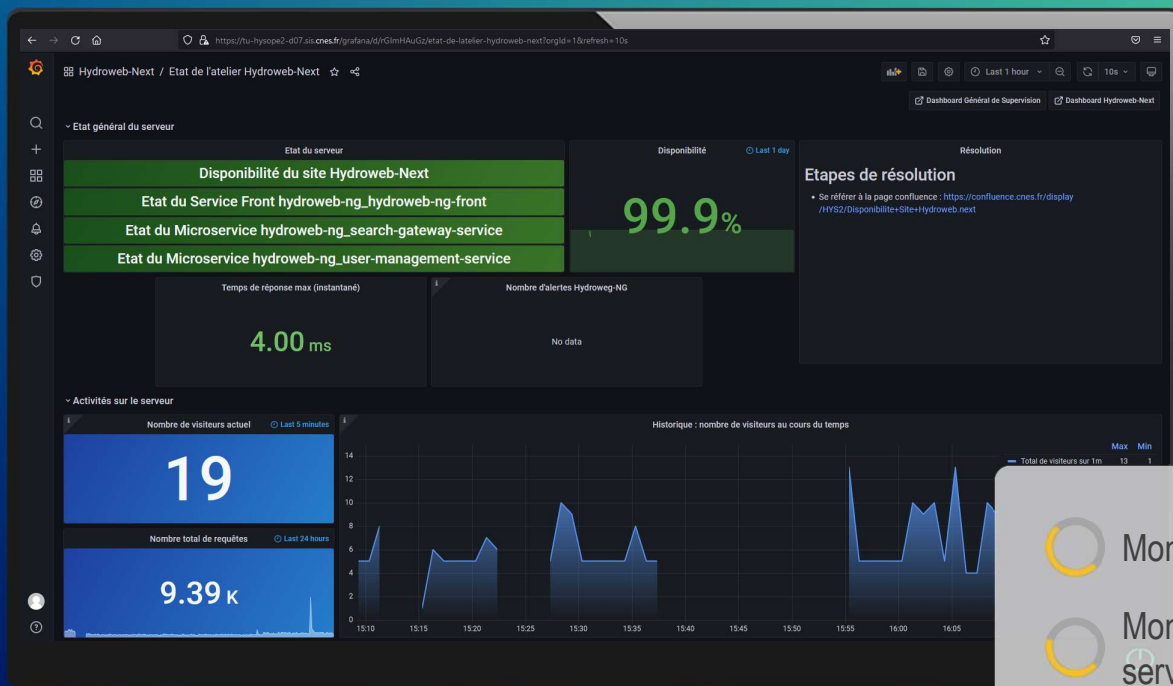 https://tu-hysope2-d07.sis.cnes.fr/grafana/d/rGImHAuGz/etat-de-latelier-hydroweb-next?orgId=1&refresh=10s
Hydroweb-Next / Etat de l'atelier Hydroweb-Next
Last 1 hour
10s
Dashboard Général de Supervision
Dashboard Hydroweb-Next
Etat général du serveur
Etat du serveur
Disponibilité du site Hydroweb-Next
Etat du Service Front hydroweb-ng_hydroweb-ng-front
Etat du Microservice hydroweb-ng_search-gateway-service
Etat du Microservice hydroweb-ng_user-management-service
Disponibilité
Last 1 day
99.9%
Résolution
Etapes de résolution
• Se référer à la page confluence : https://confluence.cnes.fr/display
/HYS2/Disponibilite+Site+Hydroweb.next
Temps de réponse max (instantané)
4.00 ms
Nombre d'alertes Hydroweg-NG
No data
Activités sur le serveur
Nombre de visiteurs actuel
Last 5 minutes
19
Nombre total de requêtes
Last 24 hours
9.39 K
Historique : nombre de visiteurs au cours du temps
Max Min
Total de visiteurs sur 1m 13 1
14
12
10
8
6
4
2
0
15:10 15:15 15:20 15:25 15:30 15:35 15:40 15:45 15:50 15:55 16:00 16:05